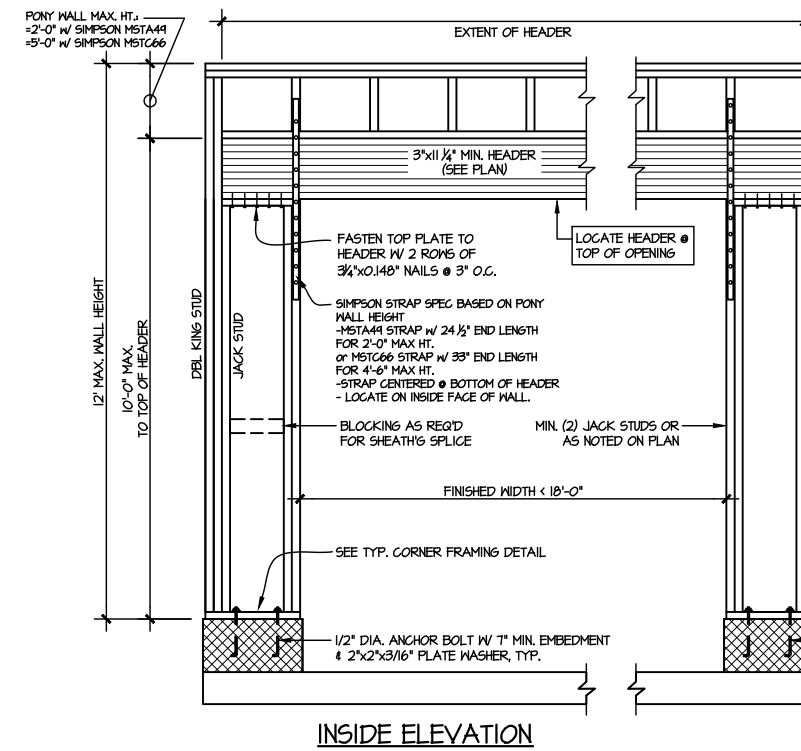 PONY WALL MAX. HT.:
=2'-0" W/ SIMPSON MSTA49
=5'-0" W/ SIMPSON MSTC66
EXTENT OF HEADER
3"x11 1/4" MIN. HEADER
(SEE PLAN)
FASTEN TOP PLATE TO
HEADER W/ 2 ROWS OF
3 1/4"x0.148" NAILS @ 3" O.C.
LOCATE HEADER @
TOP OF OPENING
SIMPSON STRAP SPEC BASED ON PONY
WALL HEIGHT
-MSTA49 STRAP W/ 24 1/2" END LENGTH
FOR 2'-0" MAX HT.
or MSTC66 STRAP W/ 33" END LENGTH
FOR 4'-6" MAX HT.
-STRAP CENTERED @ BOTTOM OF HEADER
- LOCATE ON INSIDE FACE OF WALL.
12' MAX. WALL HEIGHT
10'-0" MAX.
TO TOP OF HEADER
DBL KING STUD
JACK STUD
BLOCKING AS REQ'D
FOR SHEATH'G SPLICE
MIN. (2) JACK STUDS OR
AS NOTED ON PLAN
FINISHED WIDTH < 18'-0"
SEE TYP. CORNER FRAMING DETAIL
1/2" DIA. ANCHOR BOLT W/ 7" MIN. EMBEDMENT
& 2"x2"x3/16" PLATE WASHER, TYP.
INSIDE ELEVATION